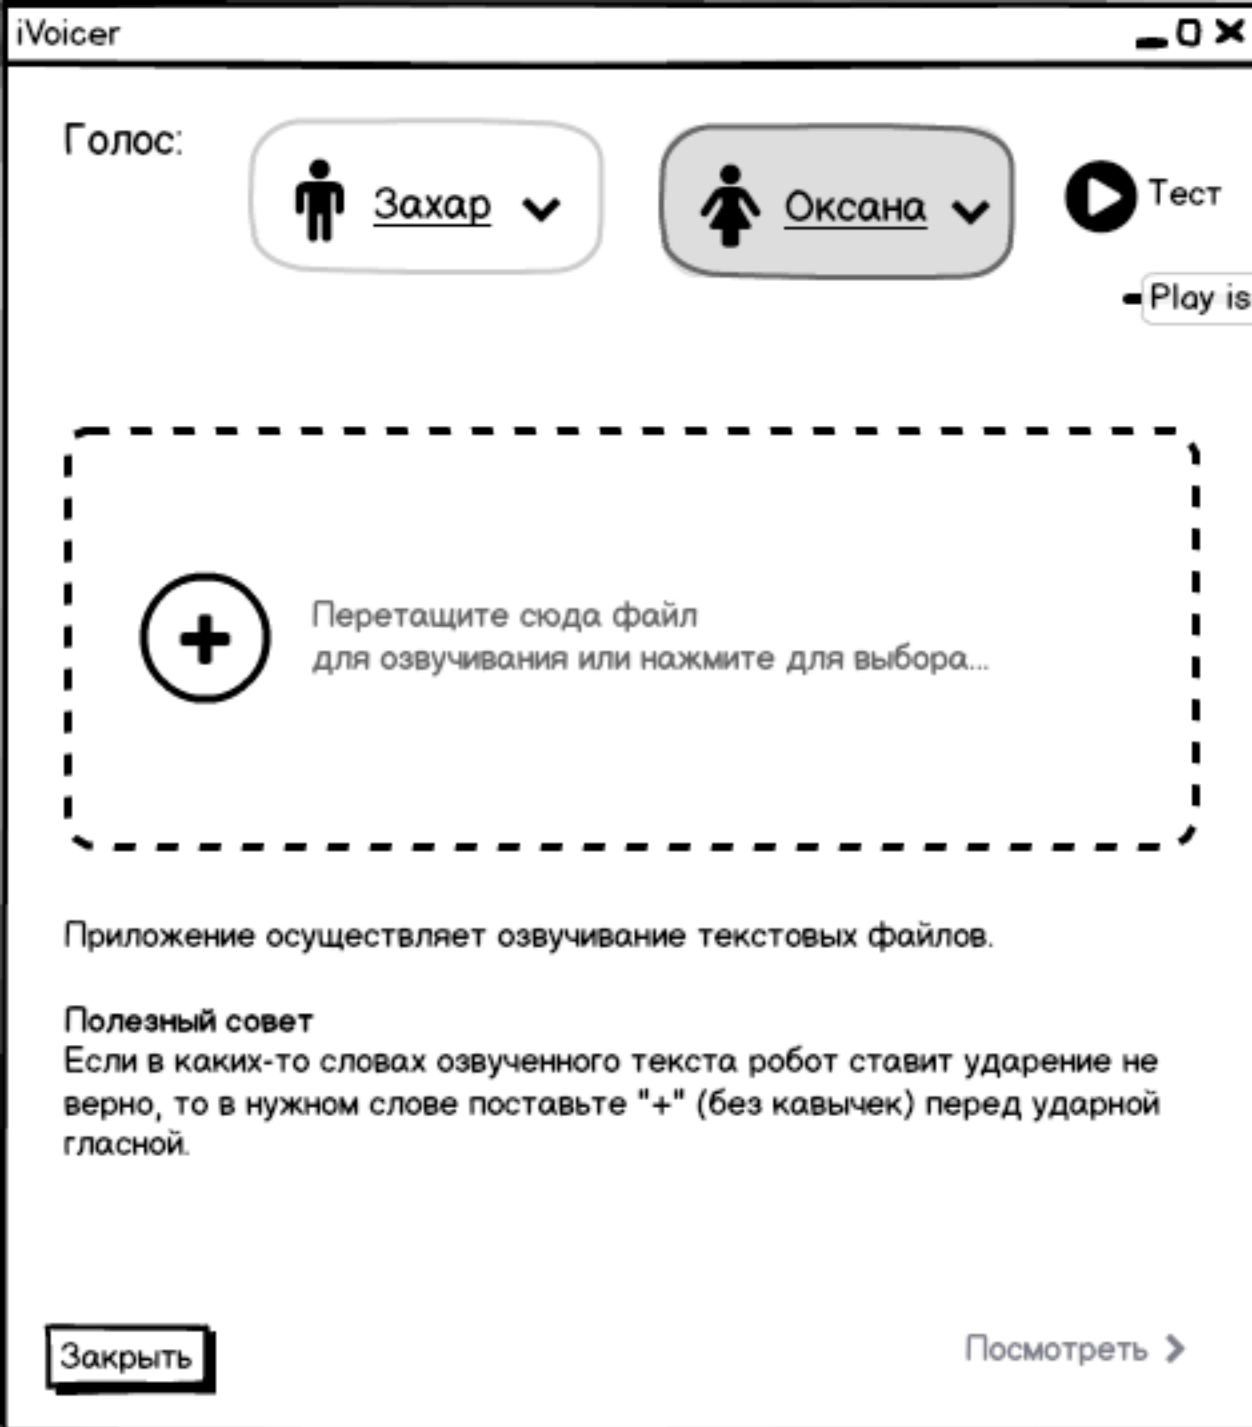 iVoicer
Голос:
Захар
Оксана
Тест
Play is
Перетащите сюда файл
для озвучивания или нажмите для выбора...
Приложение осуществляет озвучивание текстовых файлов.
Полезный совет
Если в каких-то словах озвученного текста робот ставит ударение не
верно, то в нужном слове поставьте "+" (без кавычек) перед ударной
гласной.
Закрыть
Посмотреть